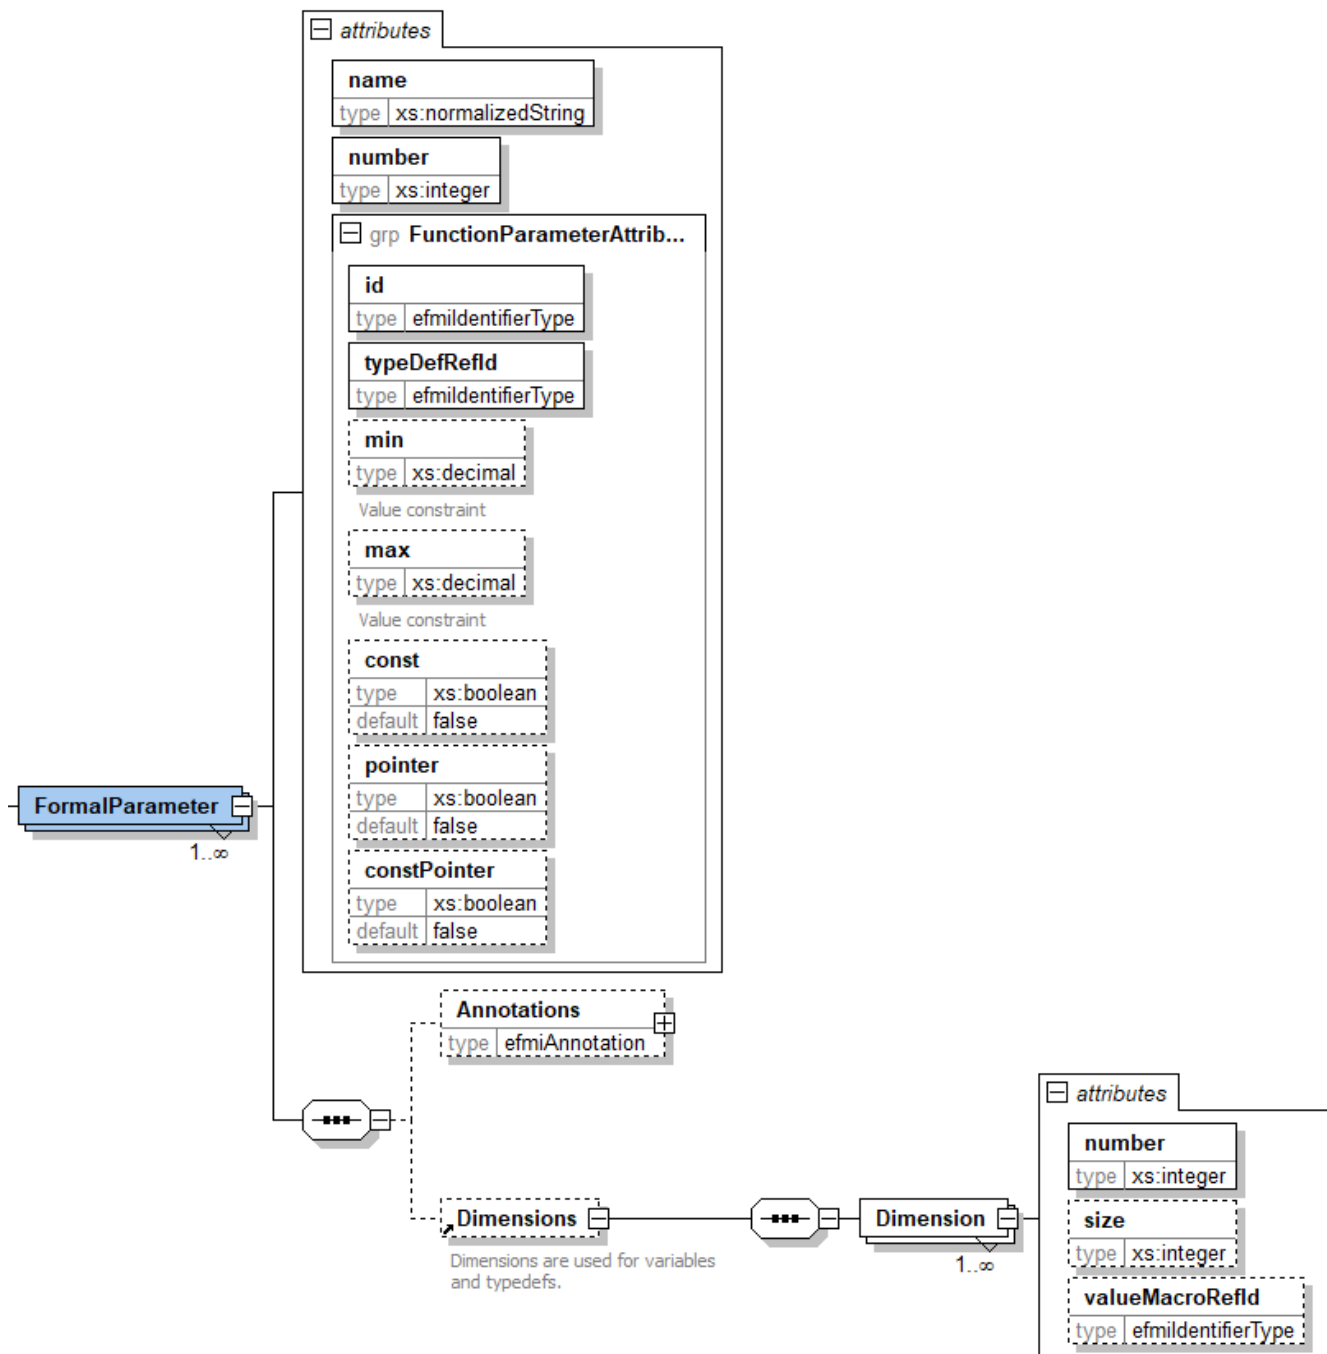 attributes
name
type xs:normalizedString
number
type xs:integer
grp FunctionParameterAttrib...
id
type efmiIdentifierType
typeDefRefId
type efmiIdentifierType
min
type xs:decimal
Value constraint
max
type xs:decimal
Value constraint
const
type xs:boolean
default false
pointer
type xs:boolean
default false
FormalParameter
1..∞
constPointer
type xs:boolean
default false
Annotations
type efmiAnnotation
attributes
number
type xs:integer
Dimensions
Dimension
size
type xs:integer
Dimensions are used for variables
and typedefs.
1..∞
valueMacroRefId
type efmiIdentifierType